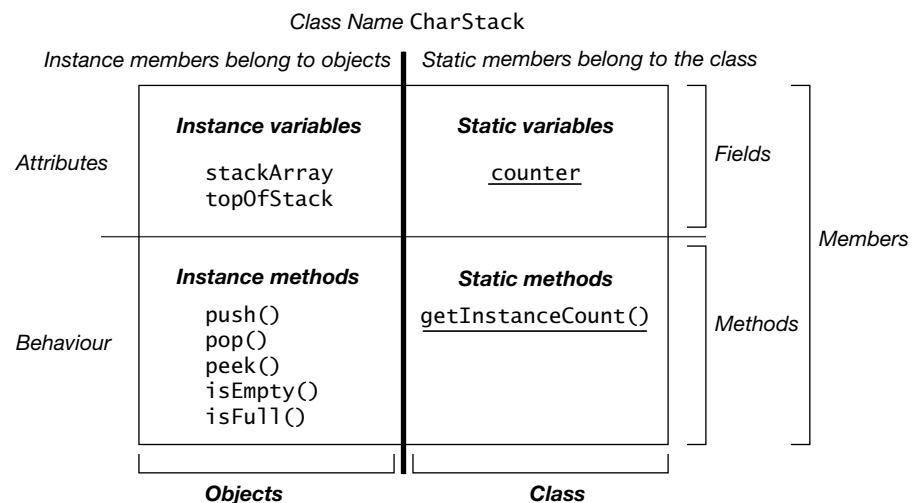 Class Name CharStack
Instance members belong to objects
Static members belong to the class
Instance variables
Static variables
Attributes
stackArray
topOfStack
counter
Fields
Members
Instance methods
Static methods
Behaviour
push()
pop()
peek()
isEmpty()
isFull()
getInstanceCount()
Methods
Objects
Class